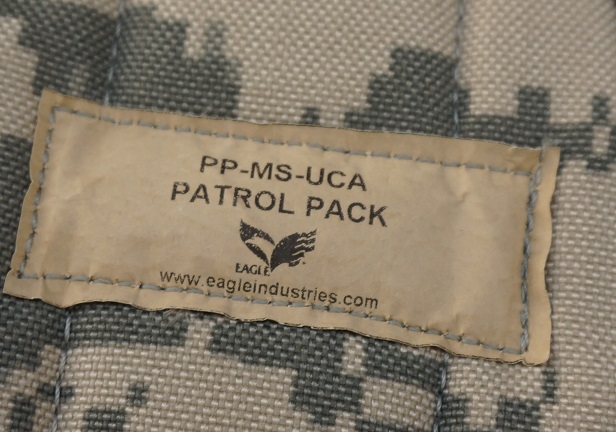 PP-MS-UCA
PATROL PACK
EAGLE
www.eagleindustries.com